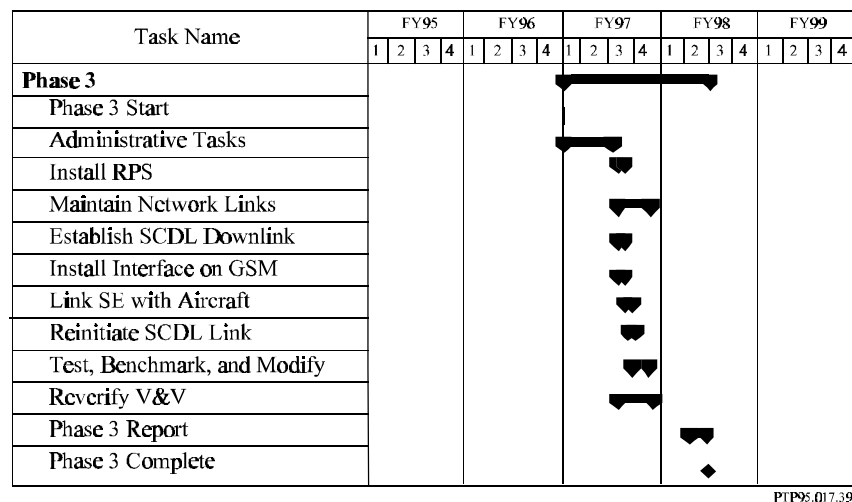 Task Name FY95 FY96 FY97 FY98 FY99
1 2 3 4 1 2 3 4 1 2 3 4 1 2 3 4 1 2 3 4
Phase 3
Phase 3 Start
Administrative Tasks
Install RPS
Maintain Network Links
Establish SCDL Downlink
Install Interface on GSM
Link SE with Aircraft
Reinitiate SCDL Link
Test, Benchmark, and Modify
Reverify V&V
Phase 3 Report
Phase 3 Complete
PTP95.017.39